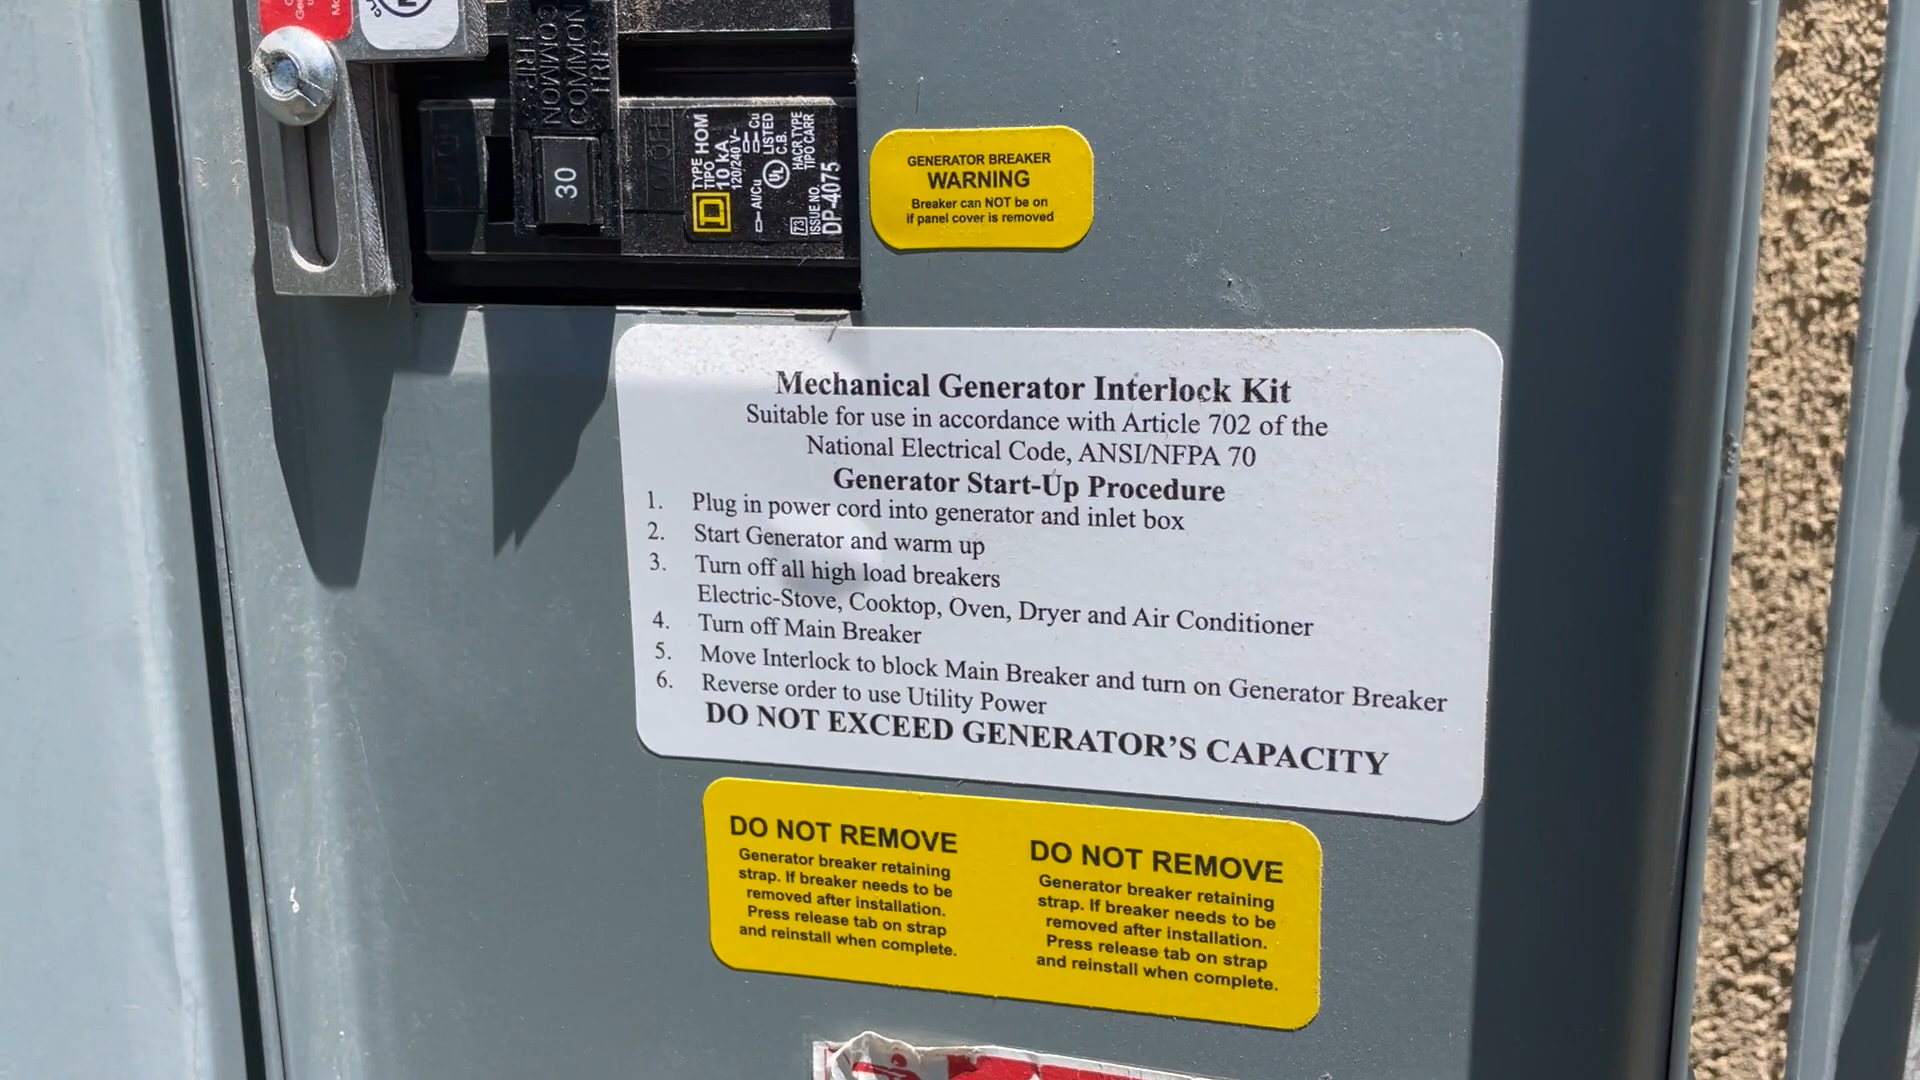 COMMON
TRIP
30
TYPE HOM
TIPO
10 kA
120/240 V~
Al/Cu
Cu
UL
LISTED
C.B.
HACR TYPE
TIPO CARR
73
ISSUE NO.
DP-4075
GENERATOR BREAKER
WARNING
Breaker can NOT be on
if panel cover is removed
Mechanical Generator Interlock Kit
Suitable for use in accordance with Article 702 of the
National Electrical Code, ANSI/NFPA 70
Generator Start-Up Procedure
1. Plug in power cord into generator and inlet box
2. Start Generator and warm up
3. Turn off all high load breakers
Electric-Stove, Cooktop, Oven, Dryer and Air Conditioner
4. Turn off Main Breaker
5. Move Interlock to block Main Breaker and turn on Generator Breaker
6. Reverse order to use Utility Power
DO NOT EXCEED GENERATOR'S CAPACITY
DO NOT REMOVE
Generator breaker retaining
strap. If breaker needs to be
removed after installation.
Press release tab on strap
and reinstall when complete.
DO NOT REMOVE
Generator breaker retaining
strap. If breaker needs to be
removed after installation.
Press release tab on strap
and reinstall when complete.